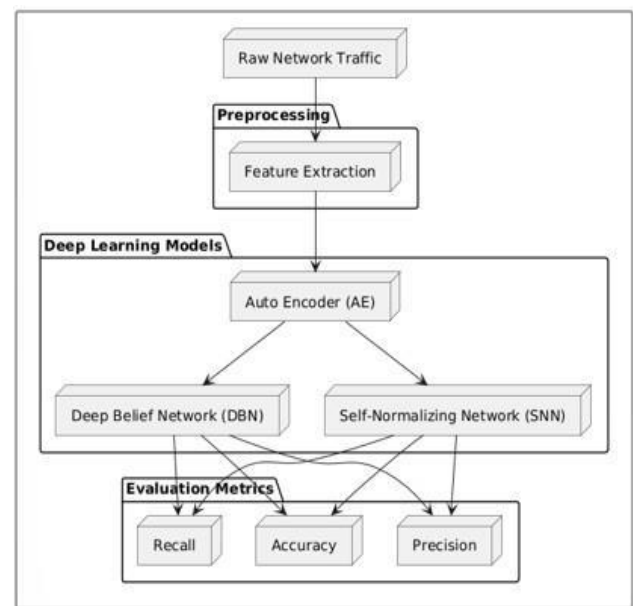 Raw Network Traffic
Preprocessing
Feature Extraction
Deep Learning Models
Auto Encoder (AE)
Deep Belief Network (DBN)
Self-Normalizing Network (SNN)
Evaluation Metrics
Recall
Accuracy
Precision